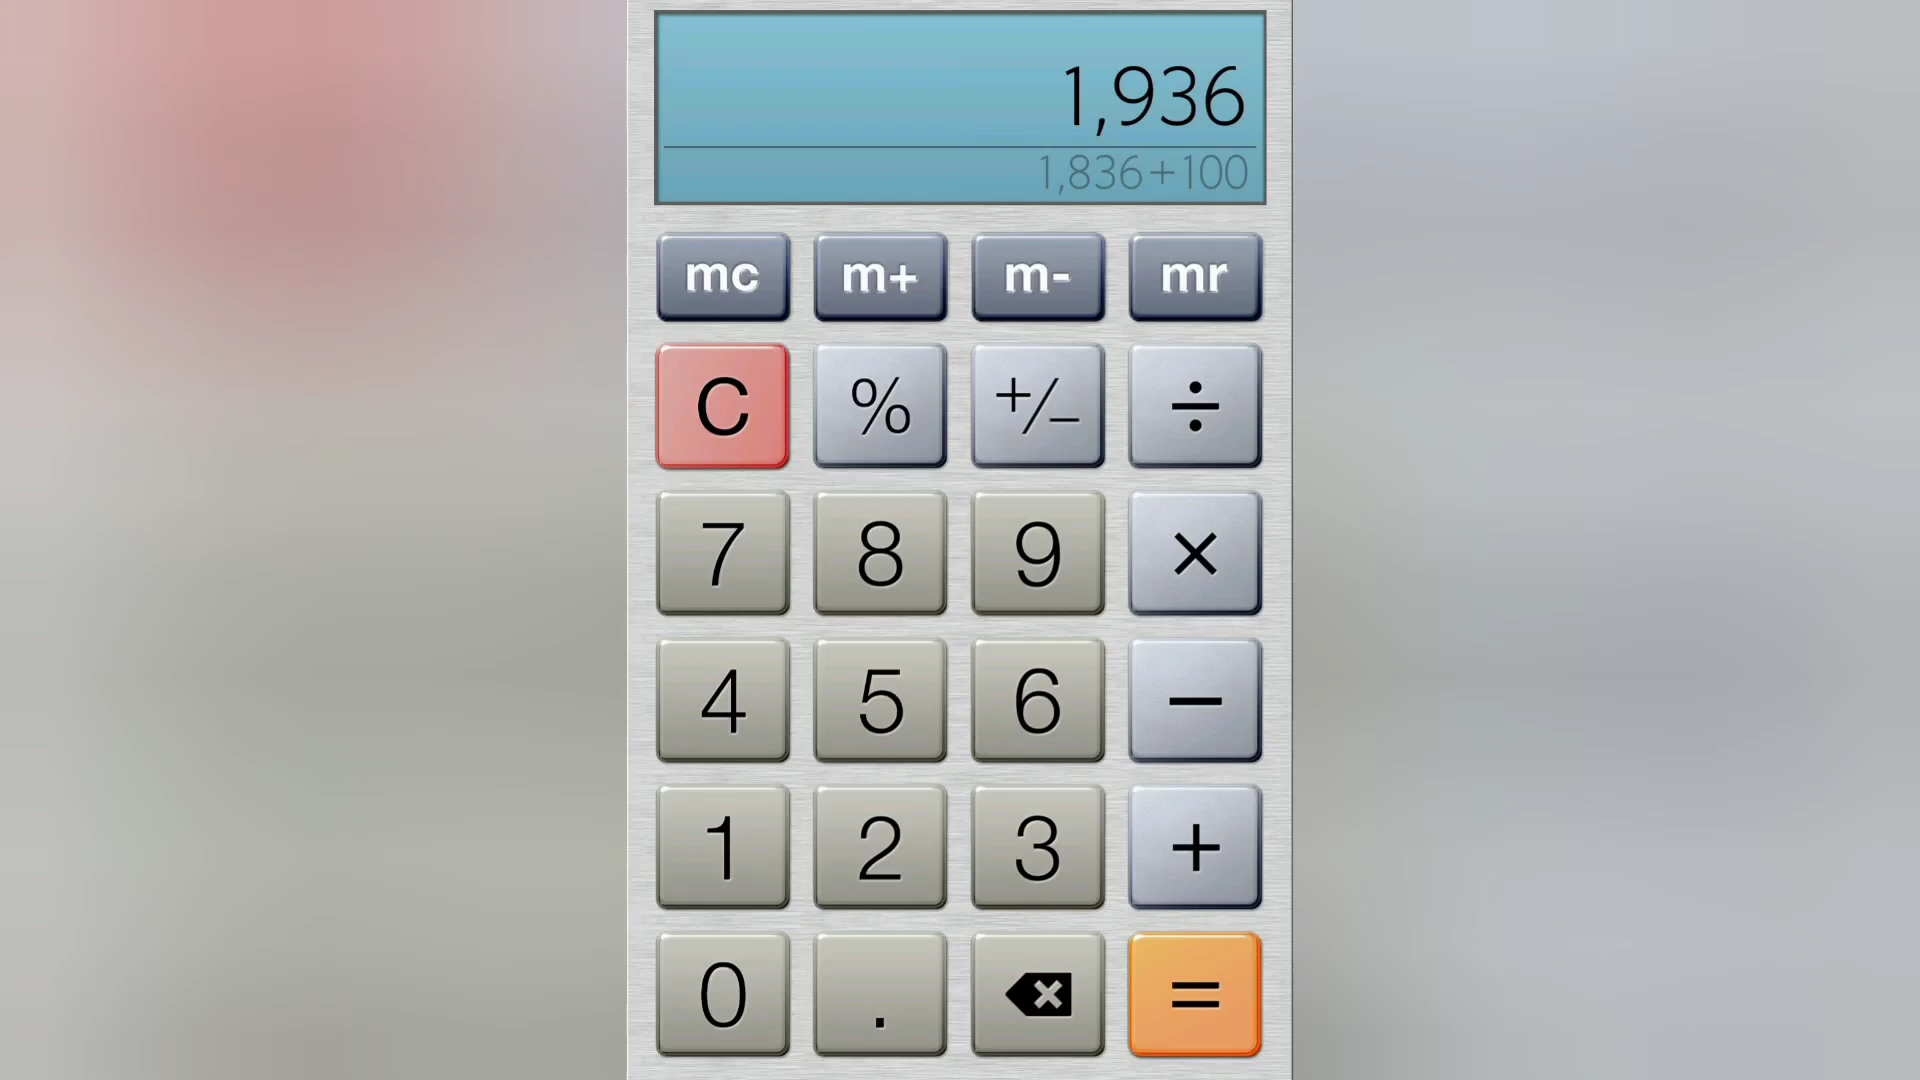 1,936
1,836+100
mc m+ m- mr
C % +/− ÷
7 8 9 ×
4 5 6 −
1 2 3 +
0 . =